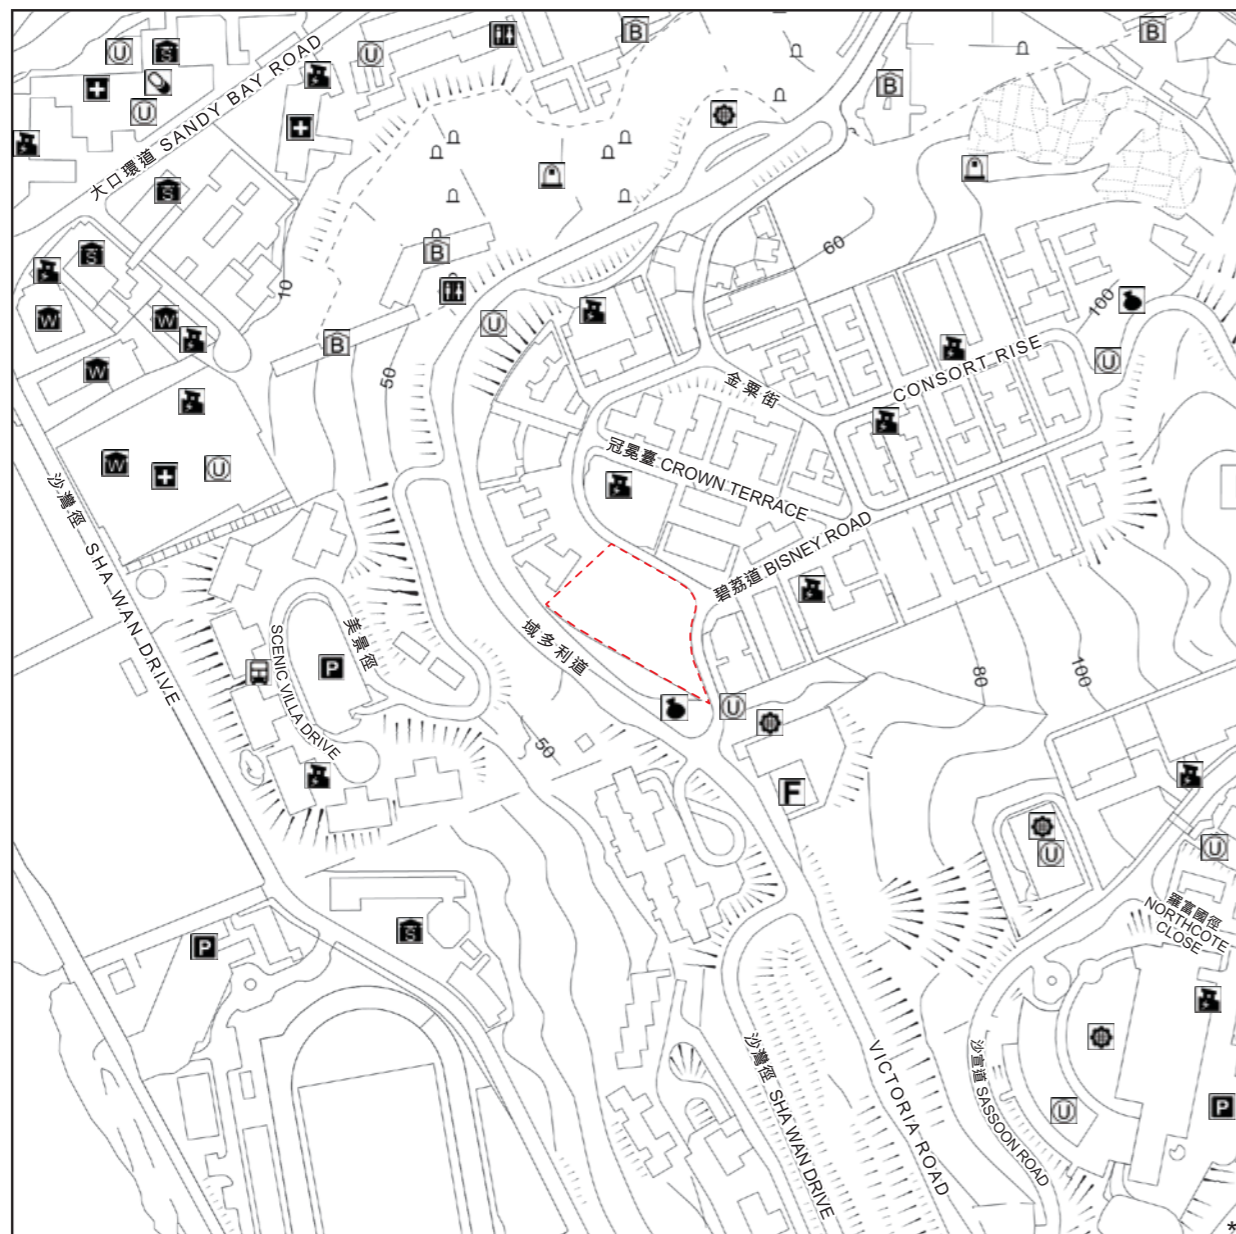 大口環道 SANDY BAY ROAD
U
S
U
B
B
B
U
S
S
10
60
B
W
W
U
B
100
W
50
金粟街
CONSORT RISE
U
冠冕臺 CROWN TERRACE
W
U
沙灣徑 SHA WAN DRIVE
碧荔道 BISNEY ROAD
美景徑
SCENIC VILLA DRIVE
P
域多利道
80
100
U
50
F
U
U
羅富國徑
NORTHCOTE
CLOSE
S
P
沙灣徑 SHA WAN DRIVE
VICTORIA ROAD
沙宣道 SASSOON ROAD
U
P
*